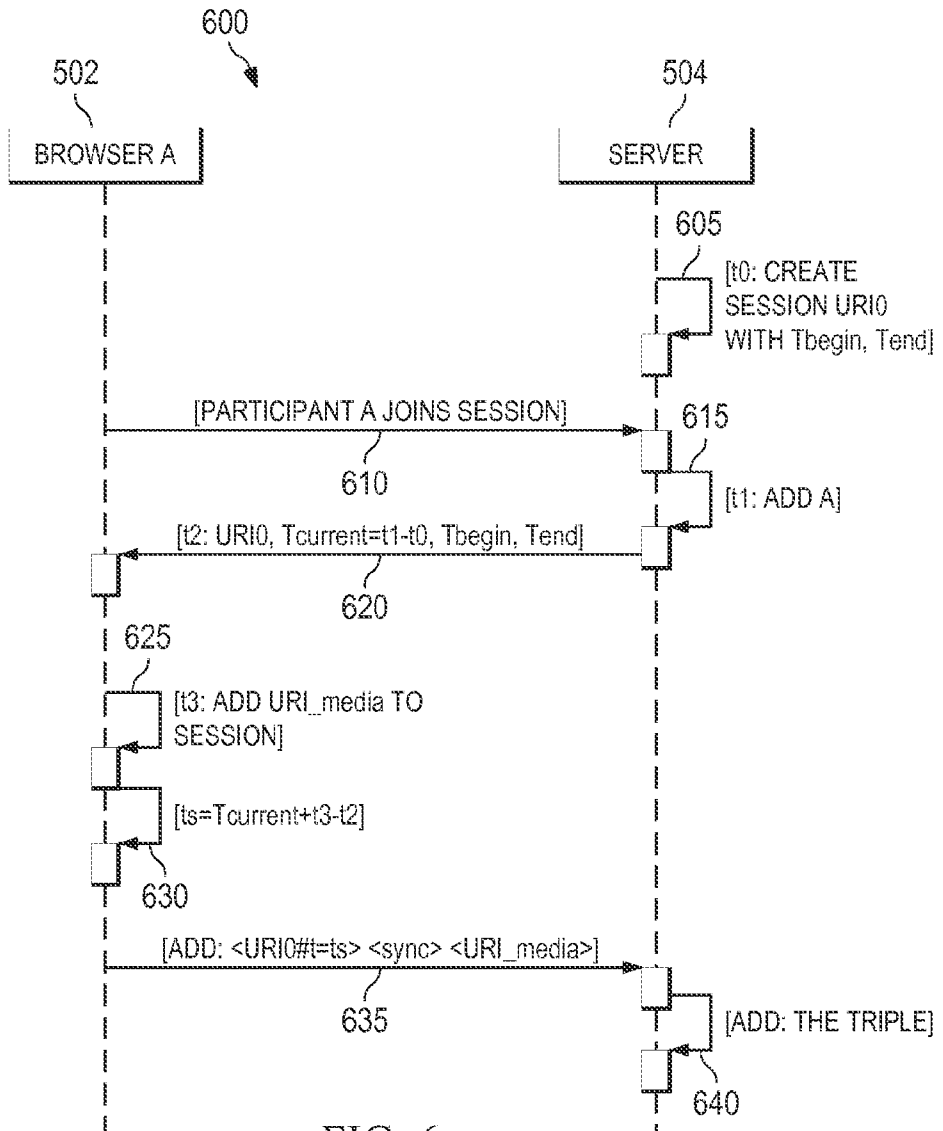 600
502
504
BROWSER A
SERVER
605
[t0: CREATE
SESSION URI0
WITH Tbegin, Tend]
[PARTICIPANT A JOINS SESSION]
610
615
[t1: ADD A]
[t2: URI0, Tcurrent=t1-t0, Tbegin, Tend]
620
625
[t3: ADD URI_media TO
SESSION]
[ts=Tcurrent+t3-t2]
630
[ADD: <URI0#t=ts> <sync> <URI_media>]
635
[ADD: THE TRIPLE]
640